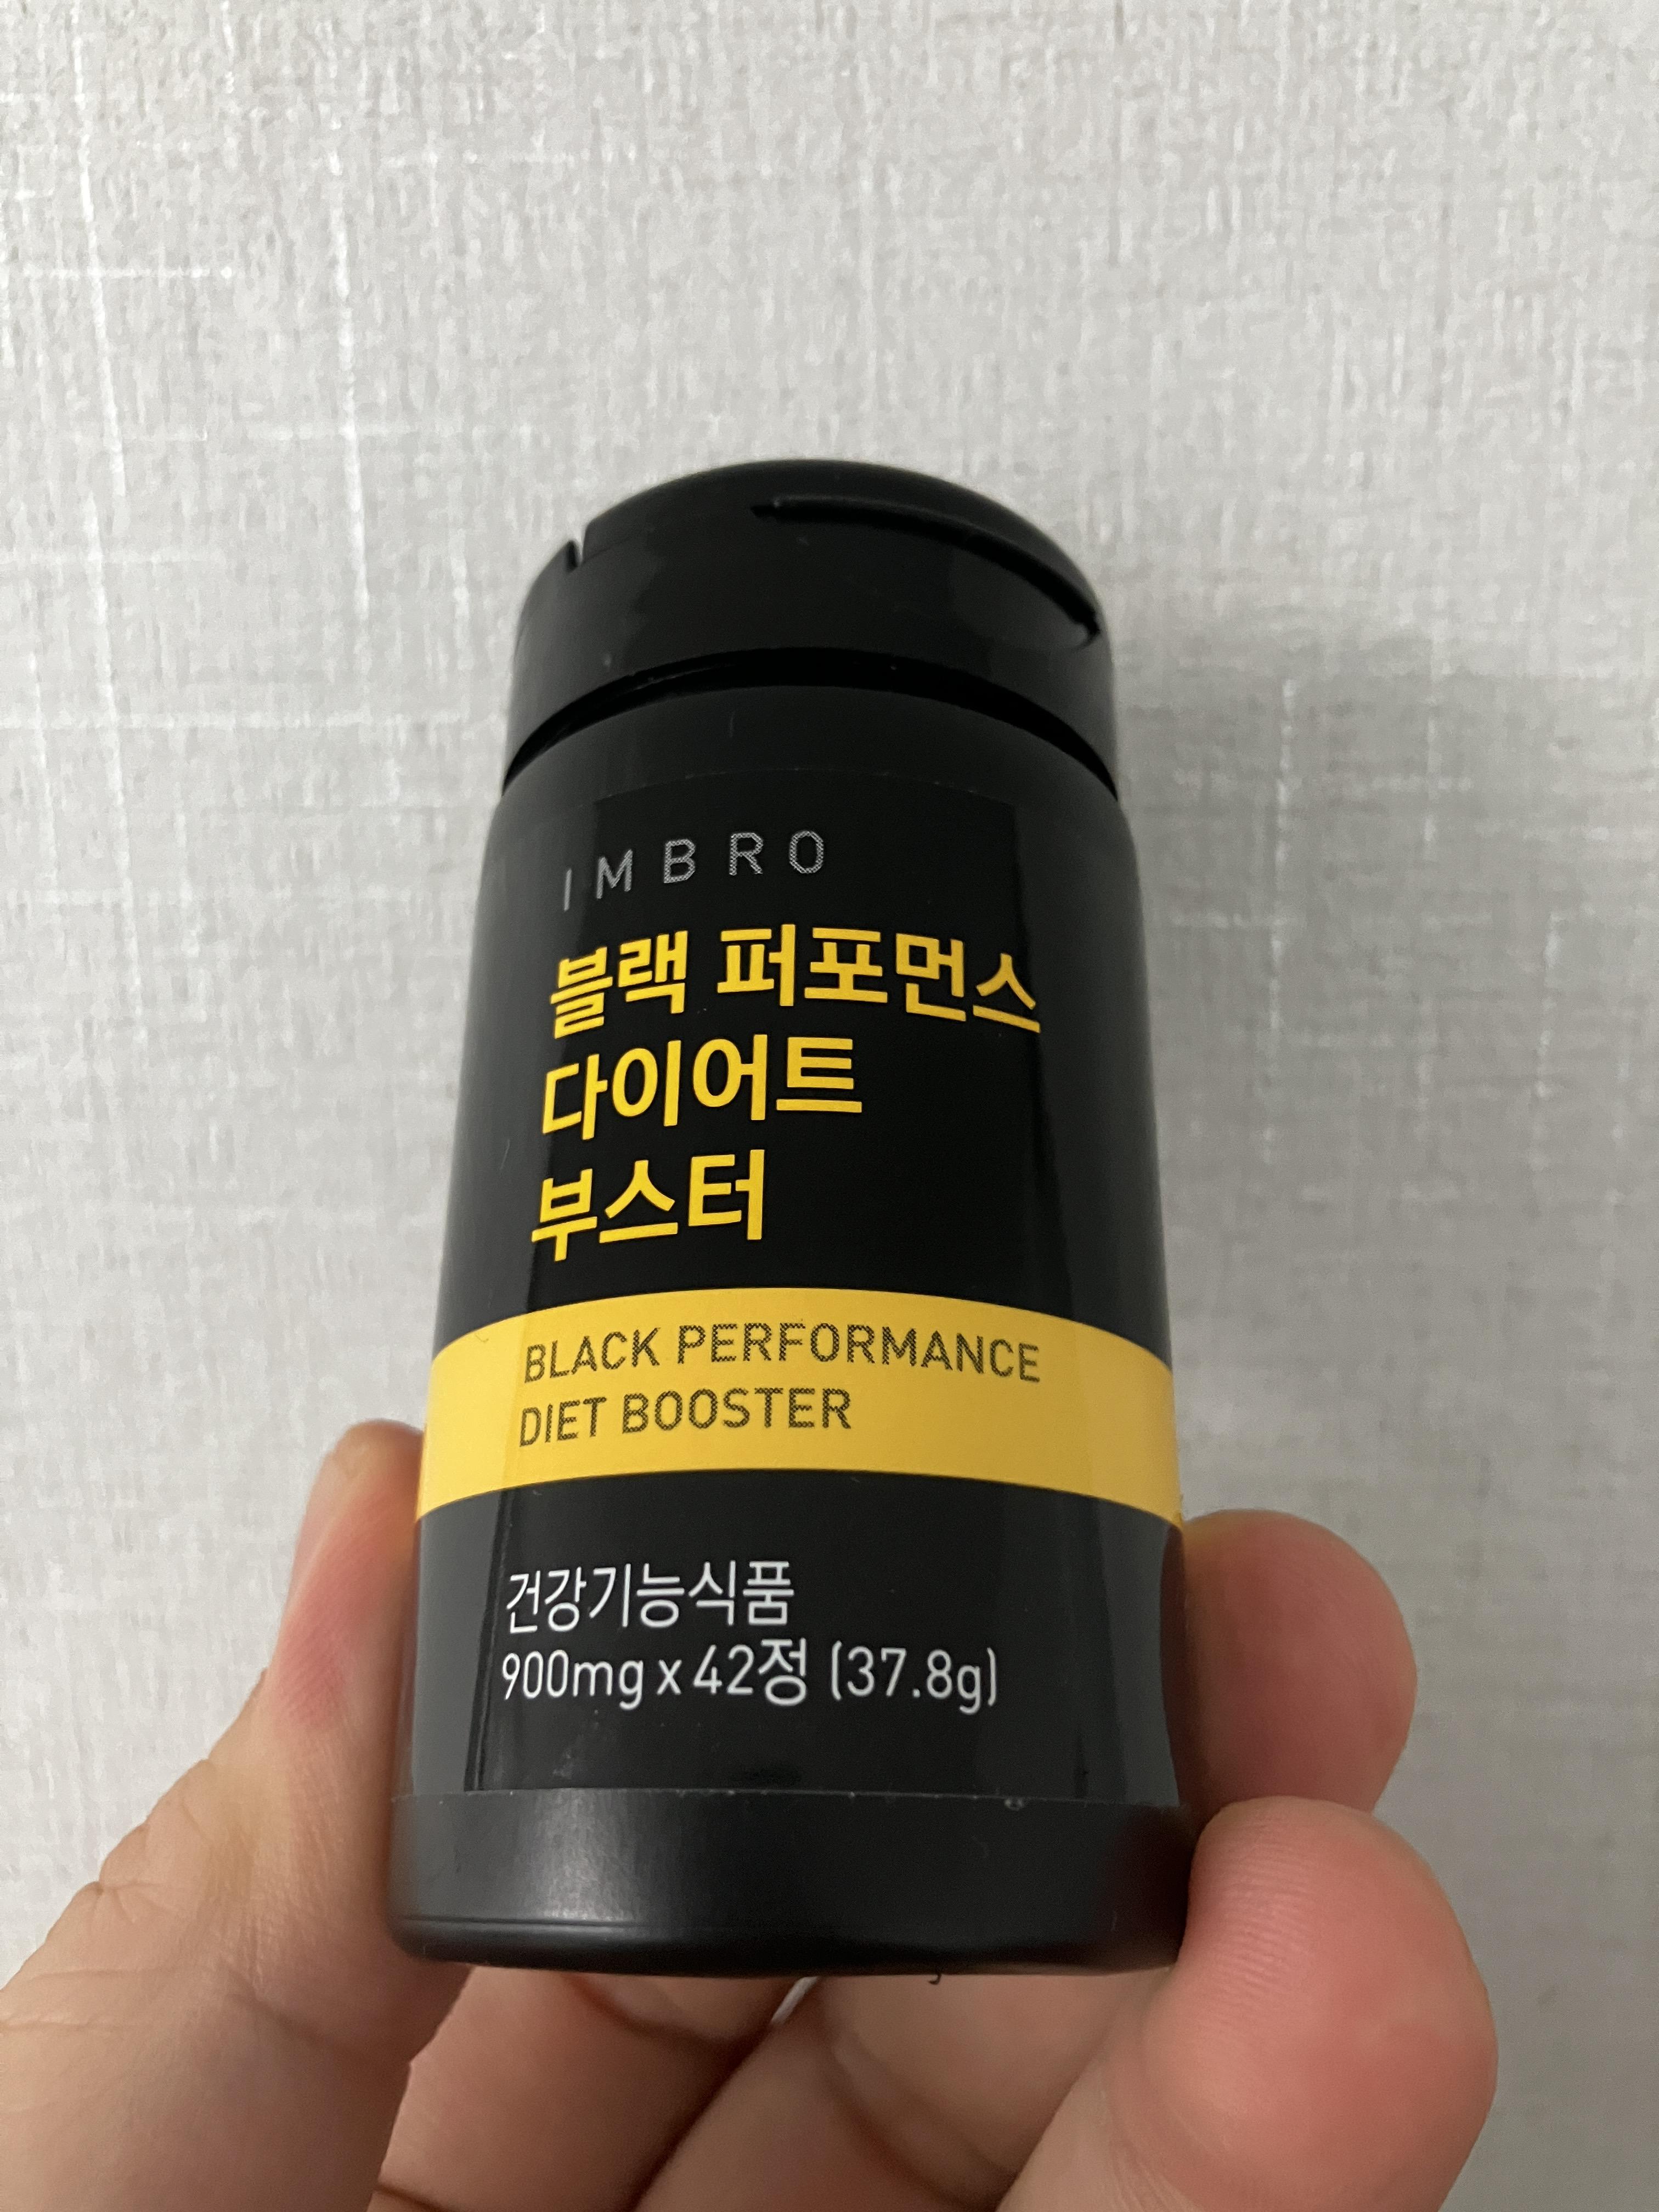 IMBRO
블랙 퍼포먼스
다이어트
부스터
BLACK PERFORMANCE
DIET BOOSTER
건강기능식품
900mg x 42정 (37.8g)